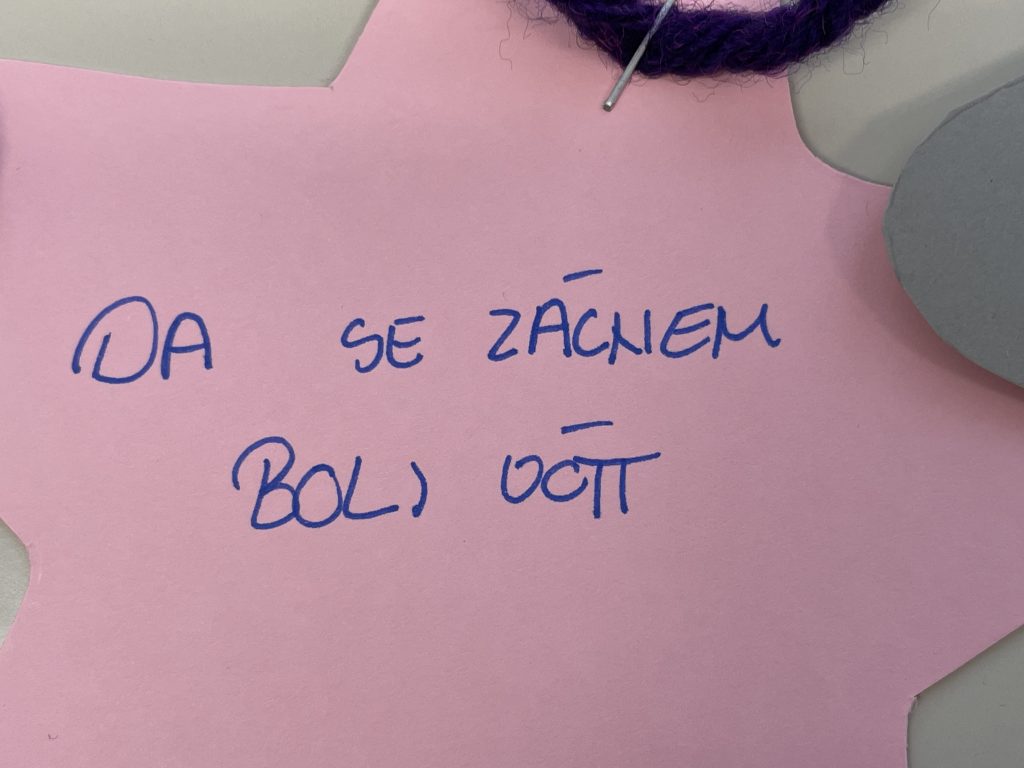 DA SE ZAČNEM
BOLJ UČIT